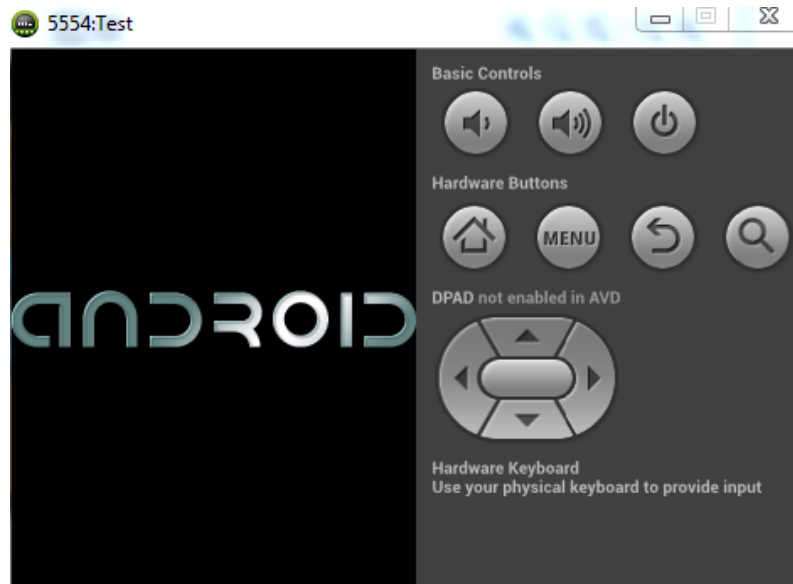 5554:Test
Basic Controls
Hardware Buttons
MENU
DPAD not enabled in AVD
ANDROID
Hardware Keyboard
Use your physical keyboard to provide input